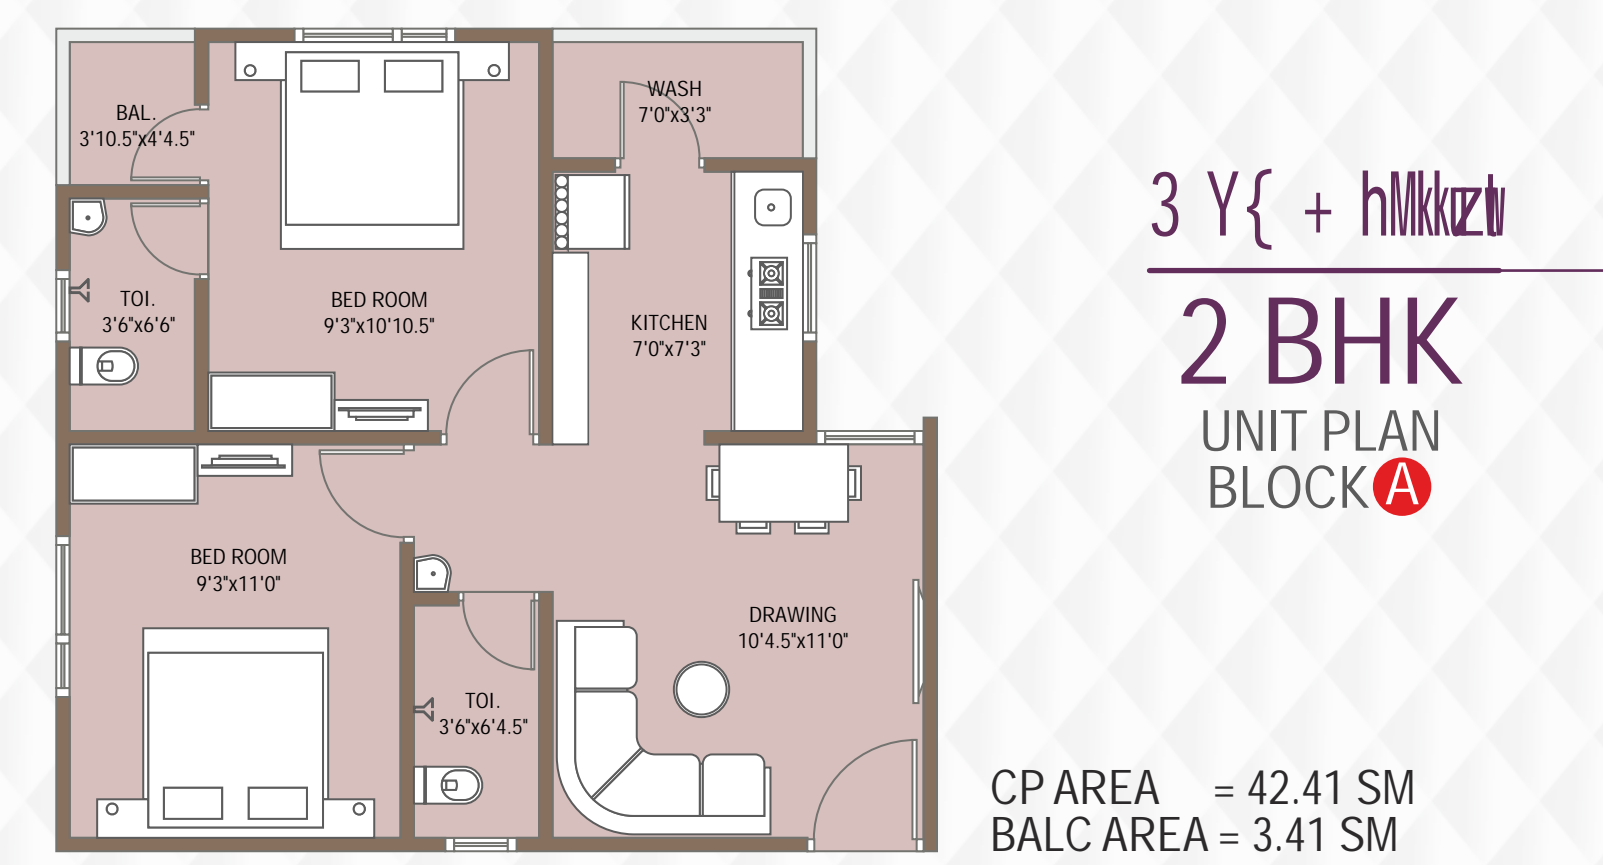 BAL.
3'10.5"x4'4.5"
WASH
7'0"x3'3"
TOI.
3'6"x6'6"
BED ROOM
9'3"x10'10.5"
KITCHEN
7'0"x7'3"
BED ROOM
9'3"x11'0"
DRAWING
10'4.5"x11'0"
TOI.
3'6"x6'4.5"
3 Y{ +
2 BHK
UNIT PLAN
BLOCK A
CP AREA = 42.41 SM
BALC AREA = 3.41 SM